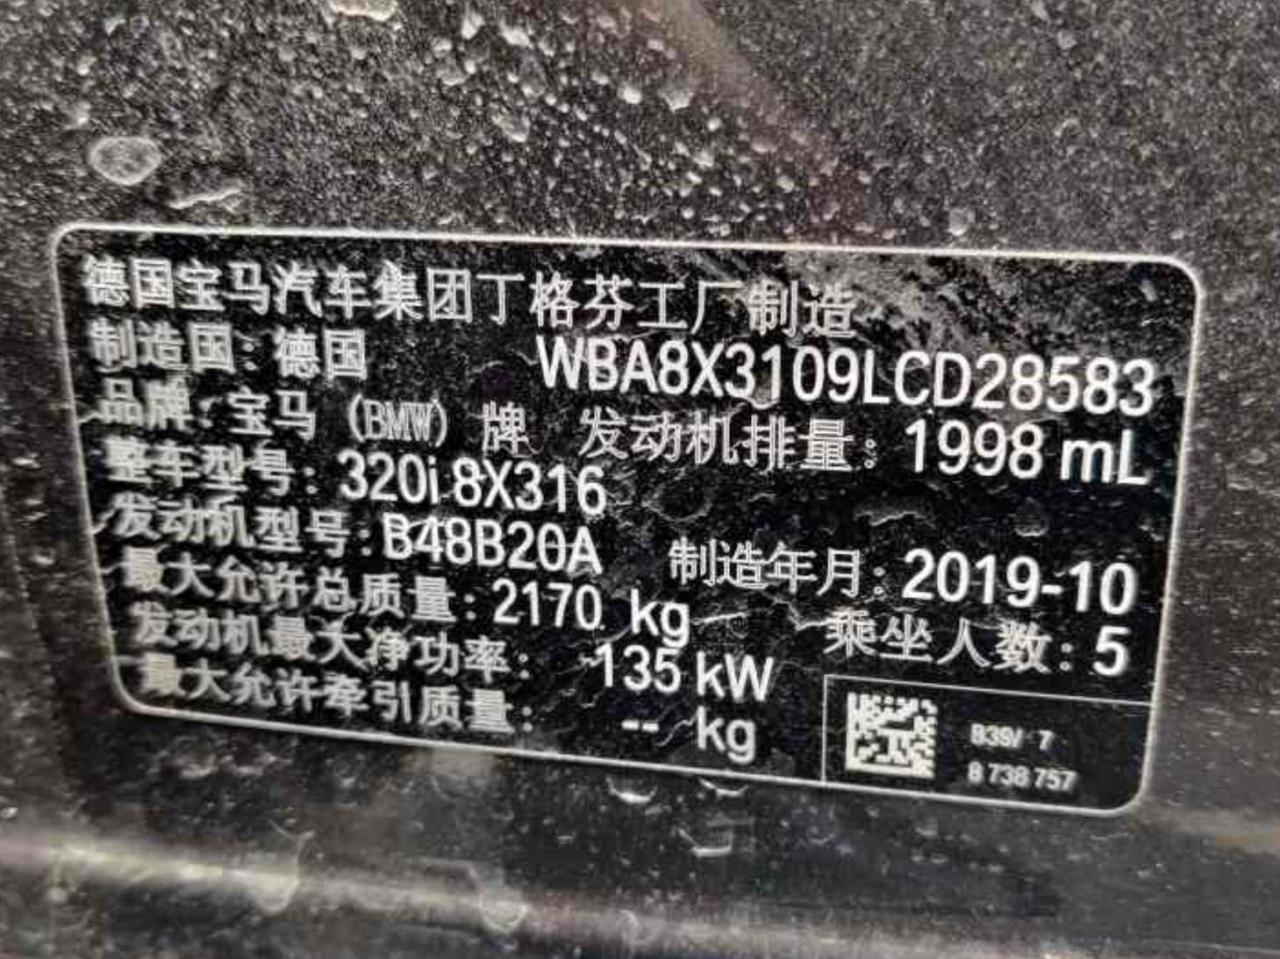 德国宝马汽车集团丁格芬工厂制造
制造国：德国 WBA8X3109LCD28583
品牌：宝马 (BMW) 牌 发动机排量：1998 mL
整车型号：320i 8X316
发动机型号：B48B20A 制造年月：2019-10
最大允许总质量：2170 kg 乘坐人数：5
发动机最大净功率：135 kW
最大允许牵引质量：-- kg
B39/ 7
8 738 757